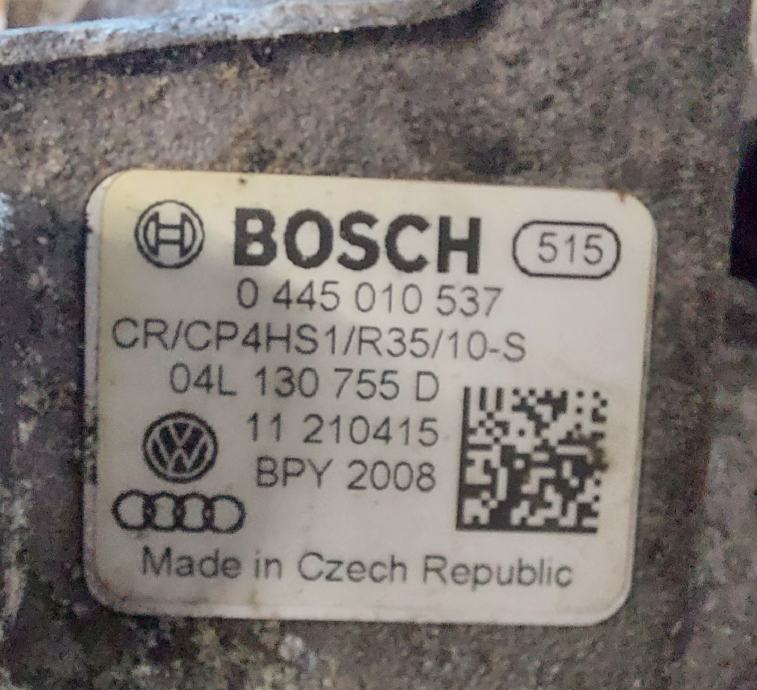 BOSCH 515
0 445 010 537
CR/CP4HS1/R35/10-S
04L 130 755 D
11 210415
BPY 2008
Made in Czech Republic